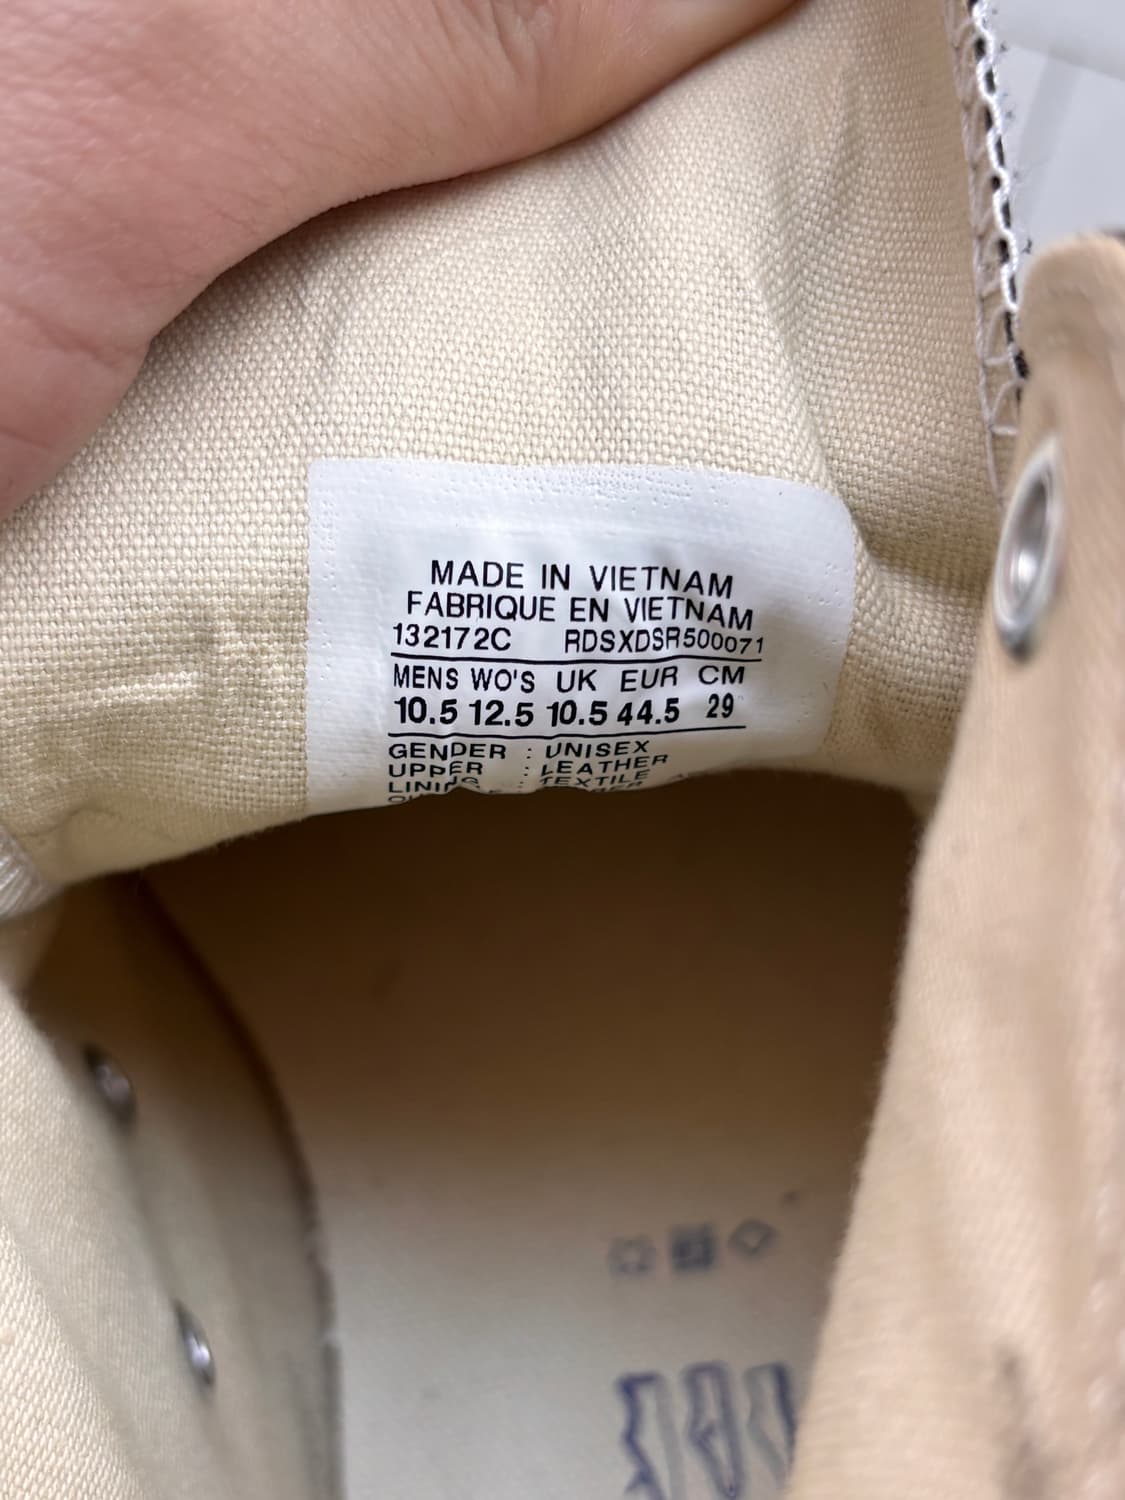 MADE IN VIETNAM
FABRIQUE EN VIETNAM
132172C RDSXDSR500071
MENS WO'S UK EUR CM
10.5 12.5 10.5 44.5 29
GENDER : UNISEX
UPPER : LEATHER
LINING : TEXTILE